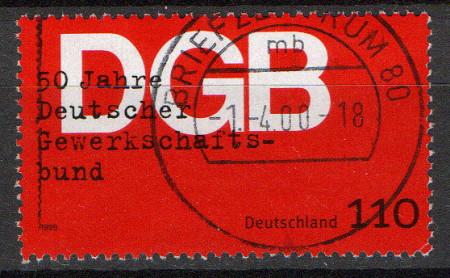 DGB
50 Jahre
Deutscher
Gewerkschafts-
bund
BRIEFZENTRUM 80
mb
-1.-4.00-18
1999
Deutschland 110